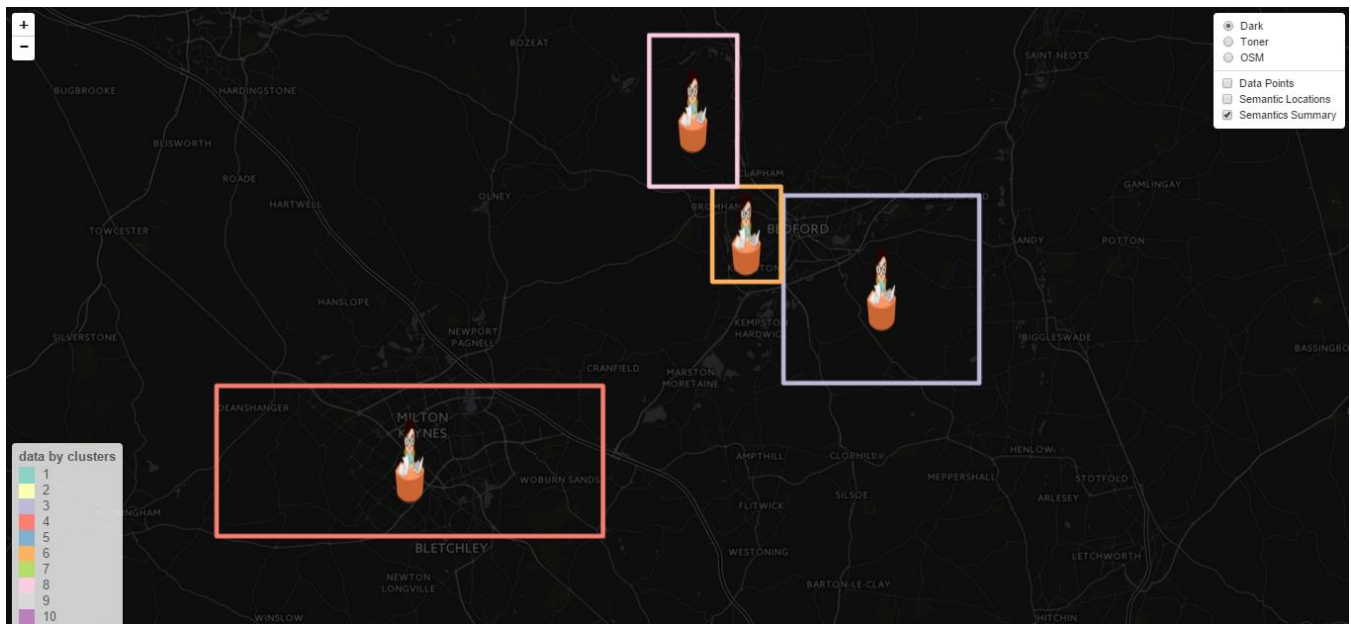 +
−
Dark
Toner
OSM
Data Points
Semantic Locations
Semantics Summary
BOZEAT
SAINT NEOTS
BUGBROOKE
HARDINGSTONE
BLISWORTH
CLAPHAM
ROADE
GAMLINGAY
OLNEY
HARTWELL
BROMHAM
TOWCESTER
BEDFORD
SANDY
POTTON
HANSLOPE
NEWPORT
PAGNELL
KEMPSTON
HARDWICK
SILVERSTONE
BIGGLESWADE
BASSINGBO
CRANFIELD
MARSTON
MORETAINE
DEANSHANGER
MILTON
KEYNES
AMPTHILL
CLOPHILL
HENLOW
MEPPERSHALL
WOBURN SANDS
STOTFOLD
SILSOE
ARLESEY
FLITWICK
BLETCHLEY
WESTONING
LETCHWORTH
NEWTON
LONGVILLE
BARTON-LE-CLAY
WINSLOW
HITCHIN
data by clusters
1
2
3
4
5
6
7
8
9
10